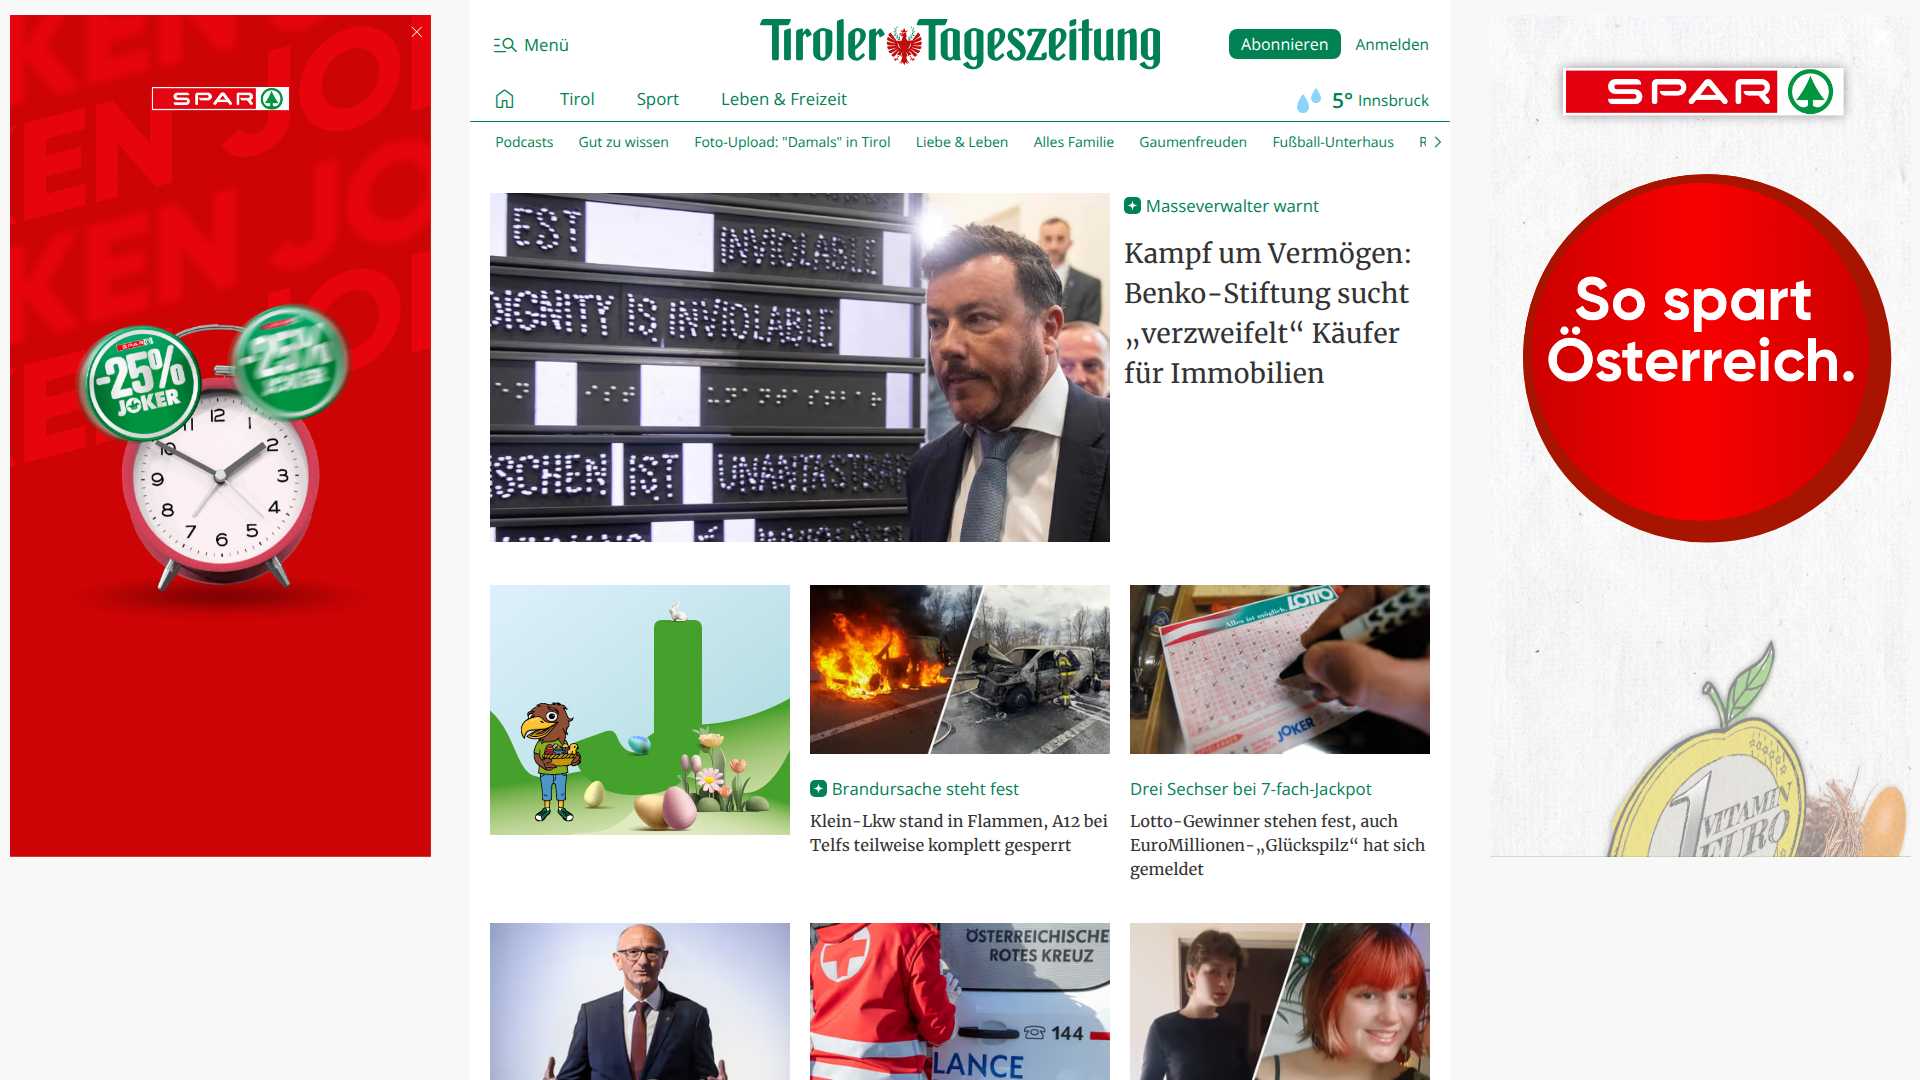 Menü
Tiroler Tageszeitung
Abonnieren
Anmelden
Tirol
Sport
Leben & Freizeit
5° Innsbruck
Podcasts
Gut zu wissen
Foto-Upload: "Damals" in Tirol
Liebe & Leben
Alles Familie
Gaumenfreuden
Fußball-Unterhaus
SPAR
-25%
JOKER
-25%
JOKER
12
1
2
3
4
5
6
7
8
9
10
11
EST
INVIOLABLE
DIGNITY IS INVIOLABLE
SCHEN IST UNANTASTBAR
Masseverwalter warnt
Kampf um Vermögen:
Benko-Stiftung sucht
„verzweifelt“ Käufer
für Immobilien
LOTTO
Alles ist möglich.
JOKER
Brandursache steht fest
Klein-Lkw stand in Flammen, A12 bei
Telfs teilweise komplett gesperrt
Drei Sechser bei 7-fach-Jackpot
Lotto-Gewinner stehen fest, auch
EuroMillionen-„Glückspilz“ hat sich
gemeldet
ÖSTERREICHISCHE
ROTES KREUZ
144
LANCE
SPAR
So spart
Österreich.
1
VITAMIN
EURO